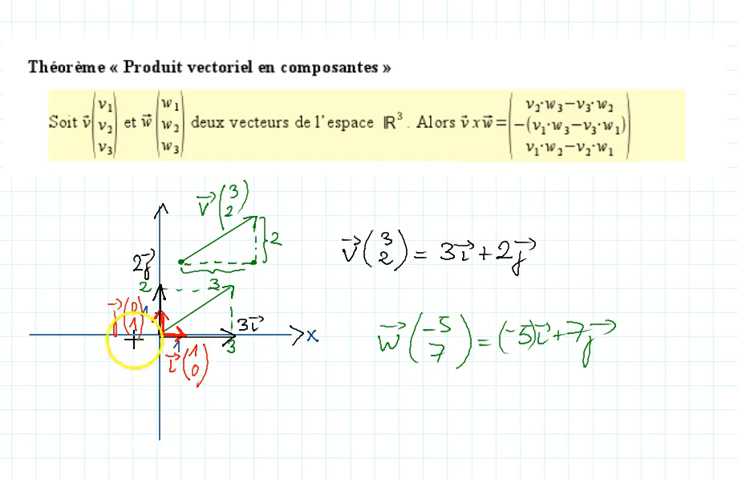 Théorème « Produit vectoriel en composantes »
Soit v⃗ (v₁ v₂ v₃) et w⃗ (w₁ w₂ w₃) deux vecteurs de l'espace ℝ³. Alors v⃗ x w⃗ = (v₂·w₃−v₃·w₂ −(v₁·w₃−v₃·w₁) v₁·w₂−v₂·w₁)
v⃗ (3 2)
2
3
2j⃗
2
v⃗ (3 2) = 3i⃗ + 2j⃗
j⃗ (0 1)
1
3i⃗
x
1
3
i⃗ (1 0)
w⃗ (−5 7) = (−5)i⃗ + 7j⃗